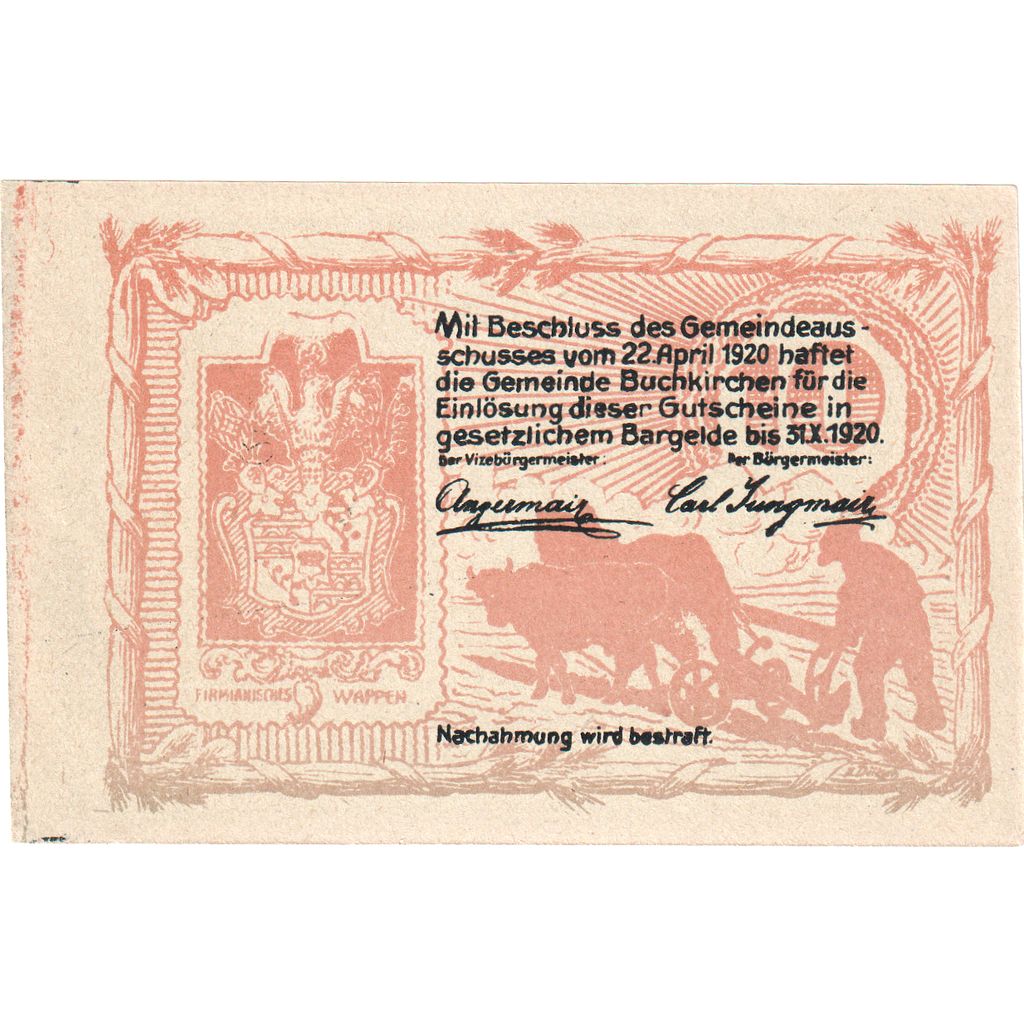 Mit Beschluss des Gemeindeaus-
schusses vom 22. April 1920 haftet
die Gemeinde Buchkirchen für die
Einlösung dieser Gutscheine in
gesetzlichem Bargelde bis 31.X.1920.
Der Vizebürgermeister: Der Bürgermeister:
Angermair Carl Jungmair
FIRMIANISCHES WAPPEN
Nachahmung wird bestraft.